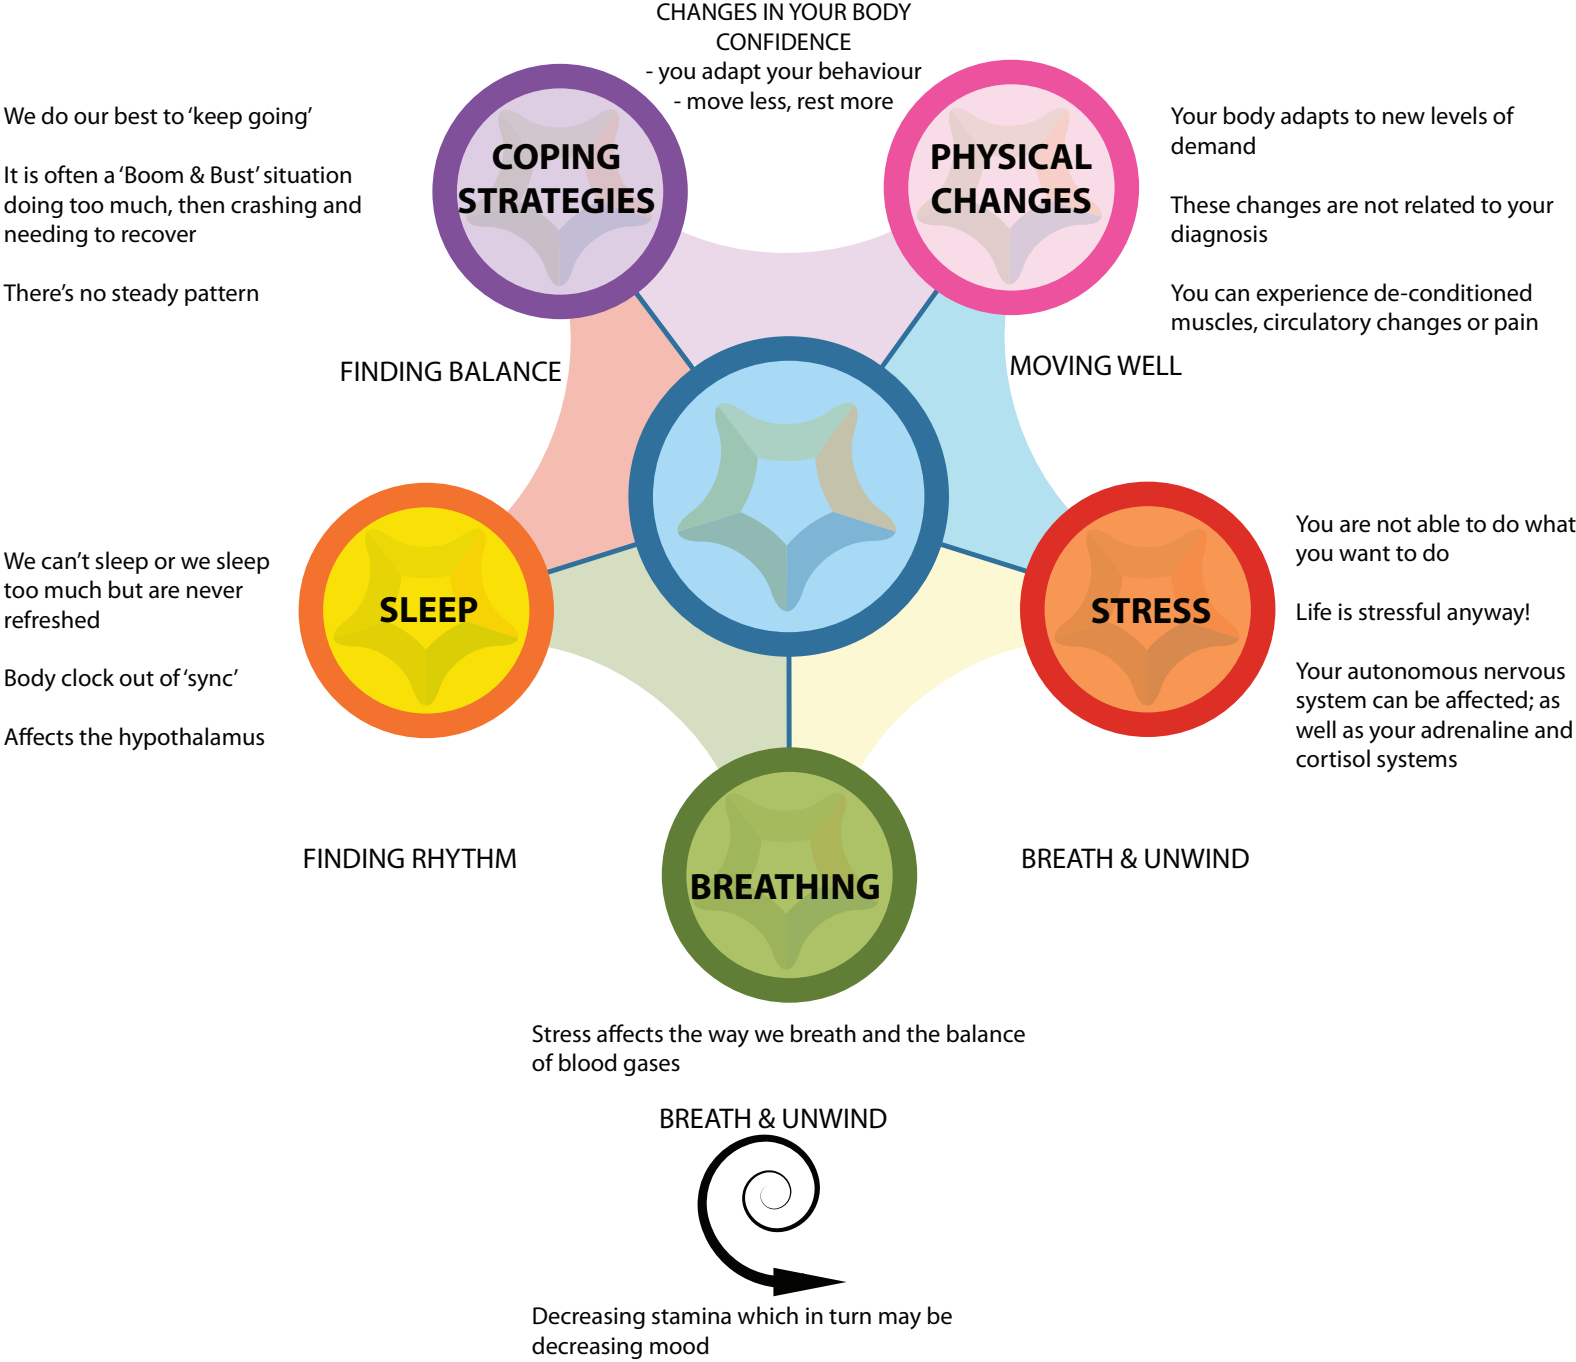 CHANGES IN YOUR BODY
CONFIDENCE
- you adapt your behaviour
- move less, rest more
We do our best to ‘keep going’
It is often a ‘Boom & Bust’ situation
doing too much, then crashing and
needing to recover
There’s no steady pattern
COPING
STRATEGIES
PHYSICAL
CHANGES
Your body adapts to new levels of
demand
These changes are not related to your
diagnosis
You can experience de-conditioned
muscles, circulatory changes or pain
FINDING BALANCE
MOVING WELL
We can’t sleep or we sleep
too much but are never
refreshed
Body clock out of ‘sync’
Affects the hypothalamus
SLEEP
STRESS
You are not able to do what
you want to do
Life is stressful anyway!
Your autonomous nervous
system can be affected; as
well as your adrenaline and
cortisol systems
FINDING RHYTHM
BREATHING
BREATH & UNWIND
Stress affects the way we breath and the balance
of blood gases
BREATH & UNWIND
Decreasing stamina which in turn may be
decreasing mood